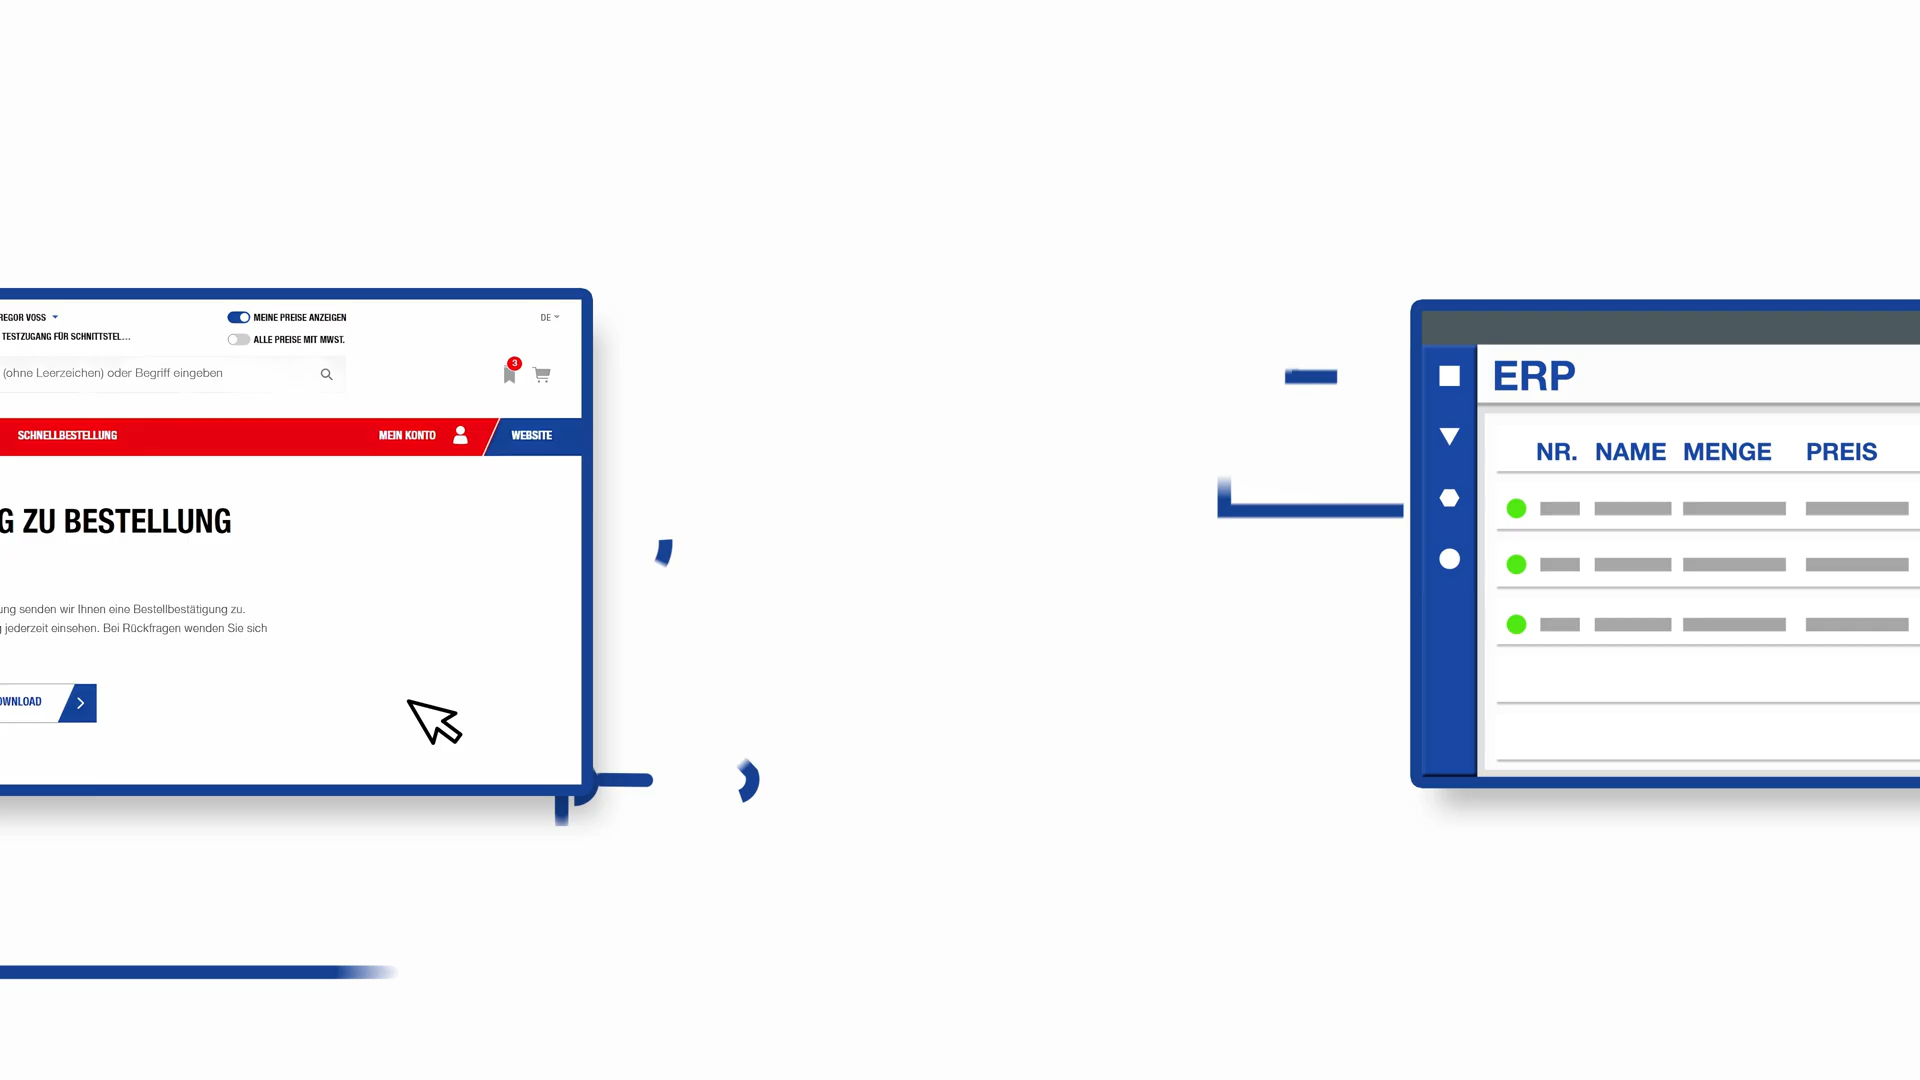 REGOR VOSS
MEINE PREISE ANZEIGEN
DE
TESTZUGANG FÜR SCHNITTSTEL...
ALLE PREISE MIT MWST.
(ohne Leerzeichen) oder Begriff eingeben
3
SCHNELLBESTELLUNG
MEIN KONTO
WEBSITE
G ZU BESTELLUNG
ung senden wir Ihnen eine Bestellbestätigung zu.
g jederzeit einsehen. Bei Rückfragen wenden Sie sich
OWNLOAD
ERP
NR. NAME MENGE PREIS